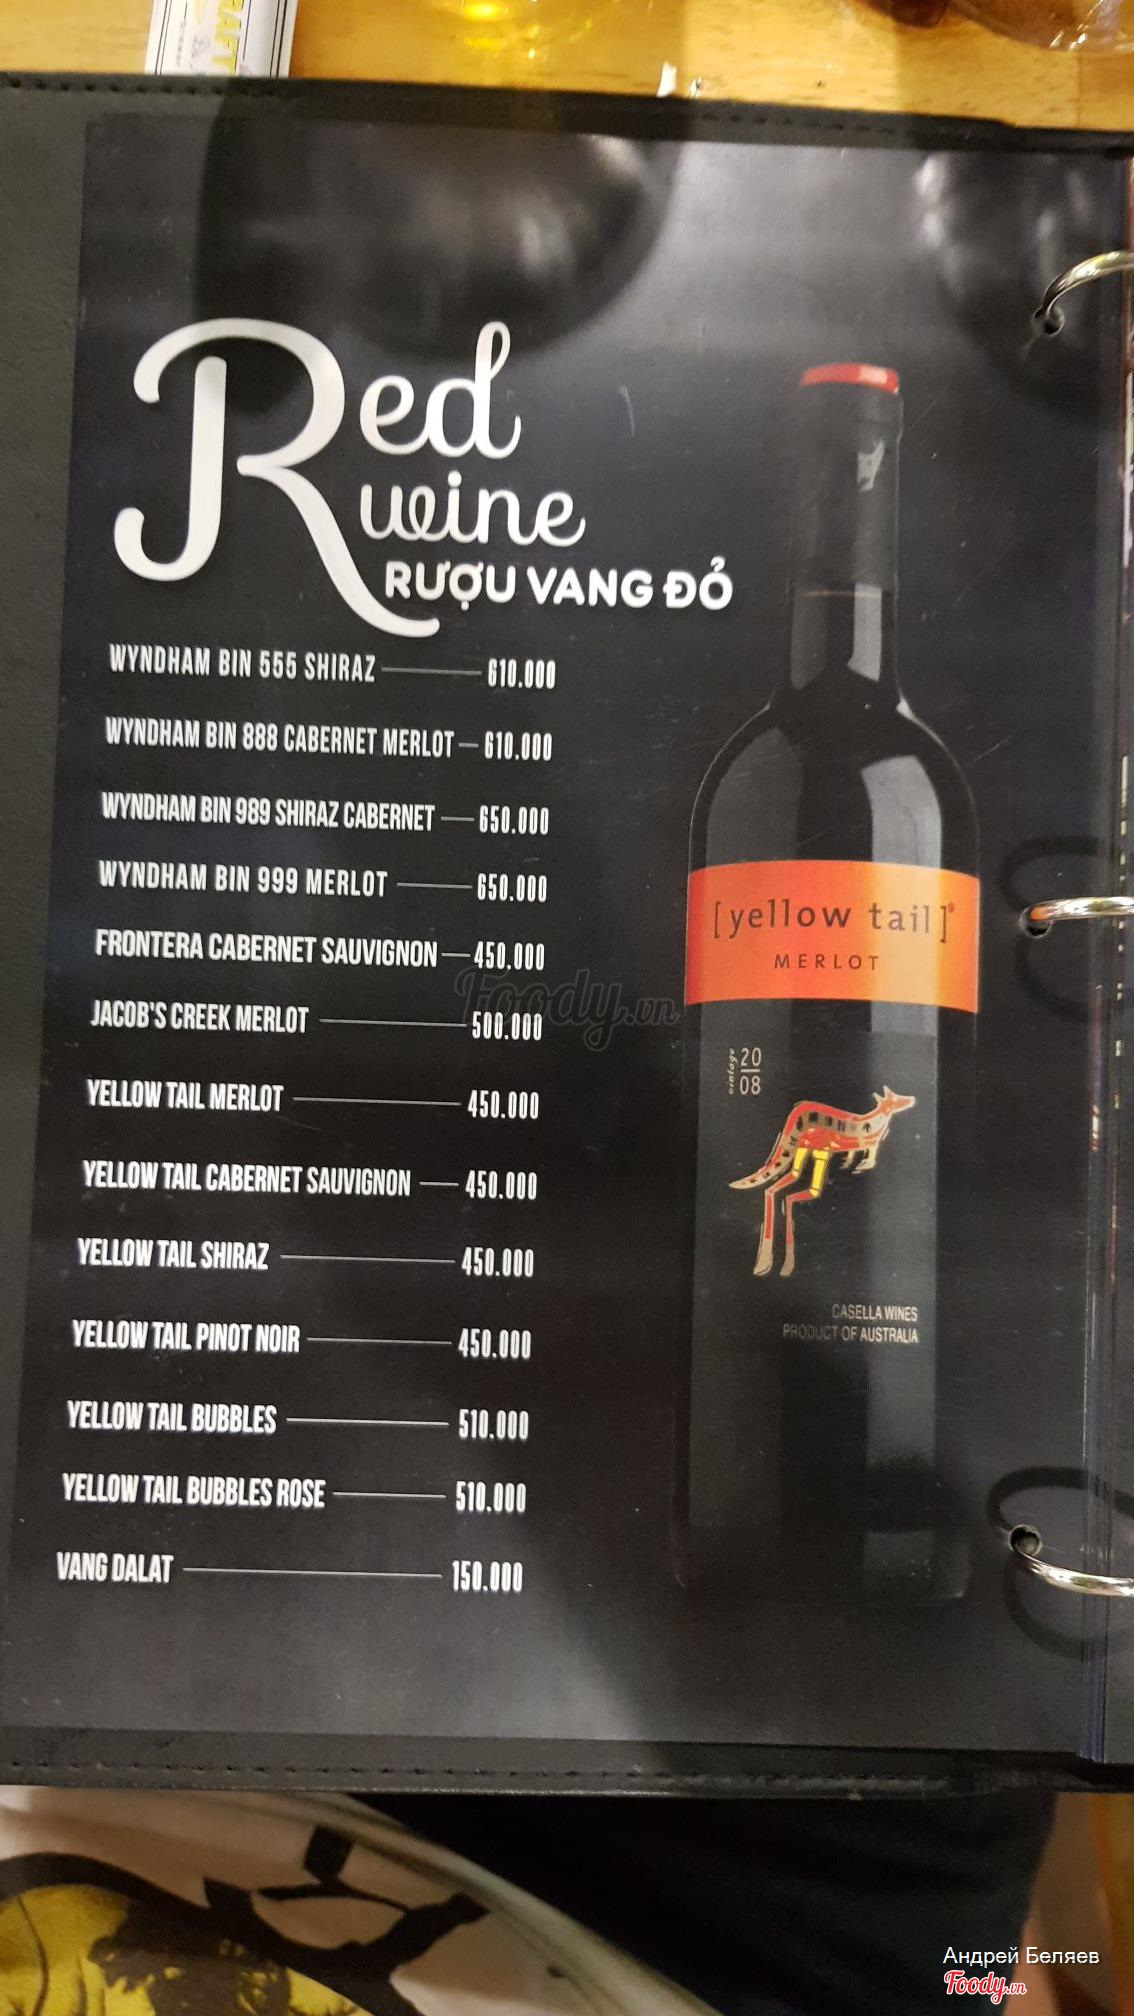 Red
wine
RƯỢU VANG ĐỎ
WYNDHAM BIN 555 SHIRAZ 610.000
WYNDHAM BIN 888 CABERNET MERLOT 610.000
WYNDHAM BIN 989 SHIRAZ CABERNET 650.000
WYNDHAM BIN 999 MERLOT 650.000
FRONTERA CABERNET SAUVIGNON 450.000
JACOB'S CREEK MERLOT 500.000
YELLOW TAIL MERLOT 450.000
YELLOW TAIL CABERNET SAUVIGNON 450.000
YELLOW TAIL SHIRAZ 450.000
YELLOW TAIL PINOT NOIR 450.000
YELLOW TAIL BUBBLES 510.000
YELLOW TAIL BUBBLES ROSE 510.000
VANG DALAT 150.000
[yellow tail]®
MERLOT
vintage 20 08
CASELLA WINES
PRODUCT OF AUSTRALIA
Foody.vn
Андрей Беляев
Foody.vn